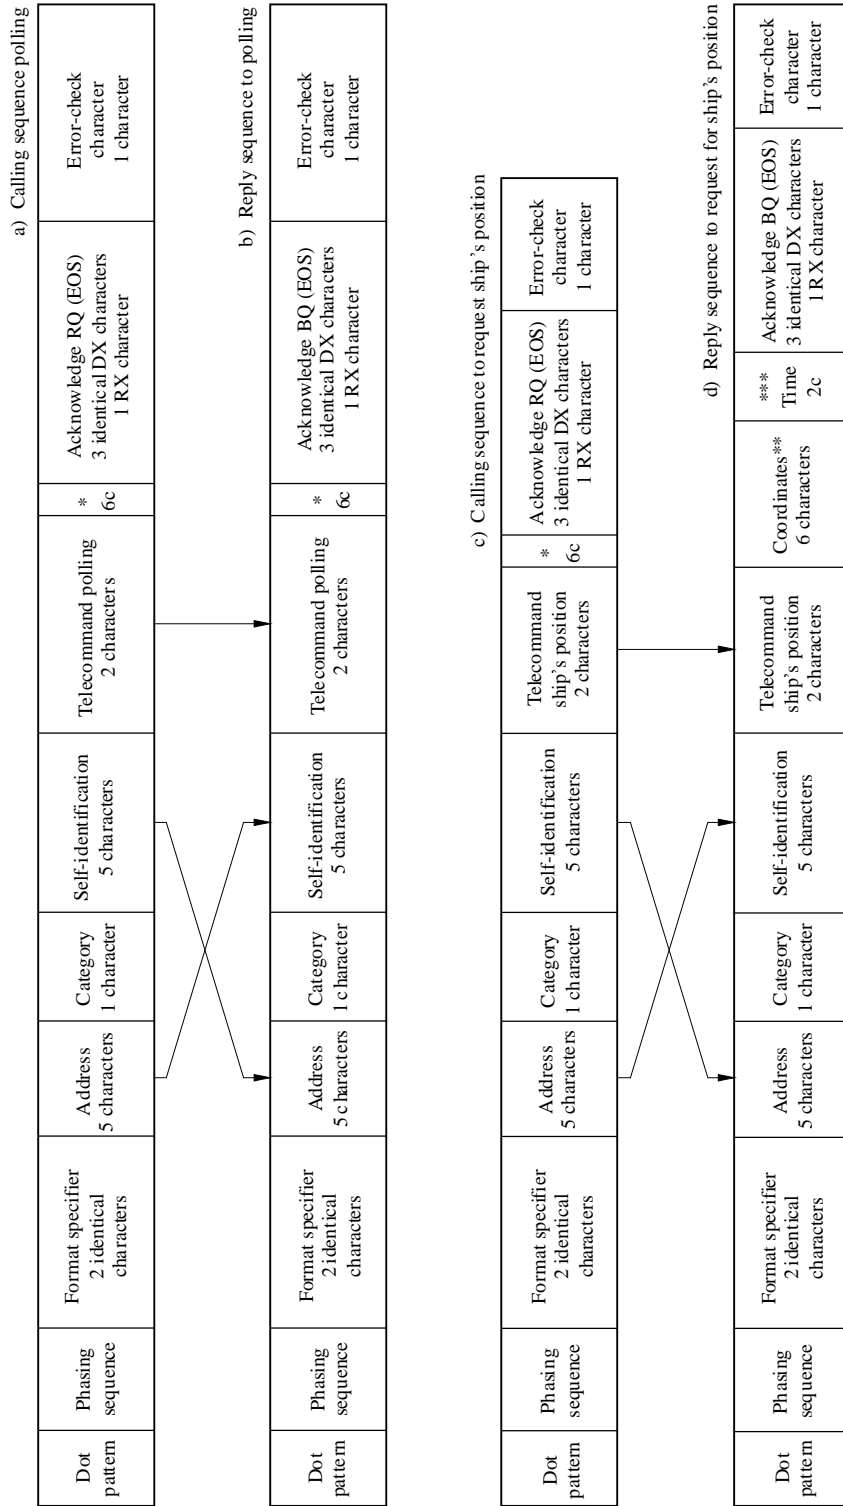 a) Calling sequence polling
Dot
pattern
Phasing
sequence
Format specifier
2 identical
characters
Address
5 characters
Category
1 character
Self-identification
5 characters
Telecommand polling
2 characters
*
6c
Acknowledge RQ (EOS)
3 identical DX characters
1 RX character
Error-check
character
1 character
b) Reply sequence to polling
Dot
pattern
Phasing
sequence
Format specifier
2 identical
characters
Address
5 characters
Category
1 character
Self-identification
5 characters
Telecommand polling
2 characters
*
6c
Acknowledge BQ (EOS)
3 identical DX characters
1 RX character
Error-check
character
1 character
c) Calling sequence to request ship's position
Dot
pattern
Phasing
sequence
Format specifier
2 identical
characters
Address
5 characters
Category
1 character
Self-identification
5 characters
Telecommand
ship's position
2 characters
*
6c
Acknowledge RQ (EOS)
3 identical DX characters
1 RX character
Error-check
character
1 character
d) Reply sequence to request for ship's position
Dot
pattern
Phasing
sequence
Format specifier
2 identical
characters
Address
5 characters
Category
1 character
Self-identification
5 characters
Telecommand
ship's position
2 characters
Coordinates**
6 characters
***
Time
2c
Acknowledge BQ (EOS)
3 identical DX characters
1 RX character
Error-check
character
1 character